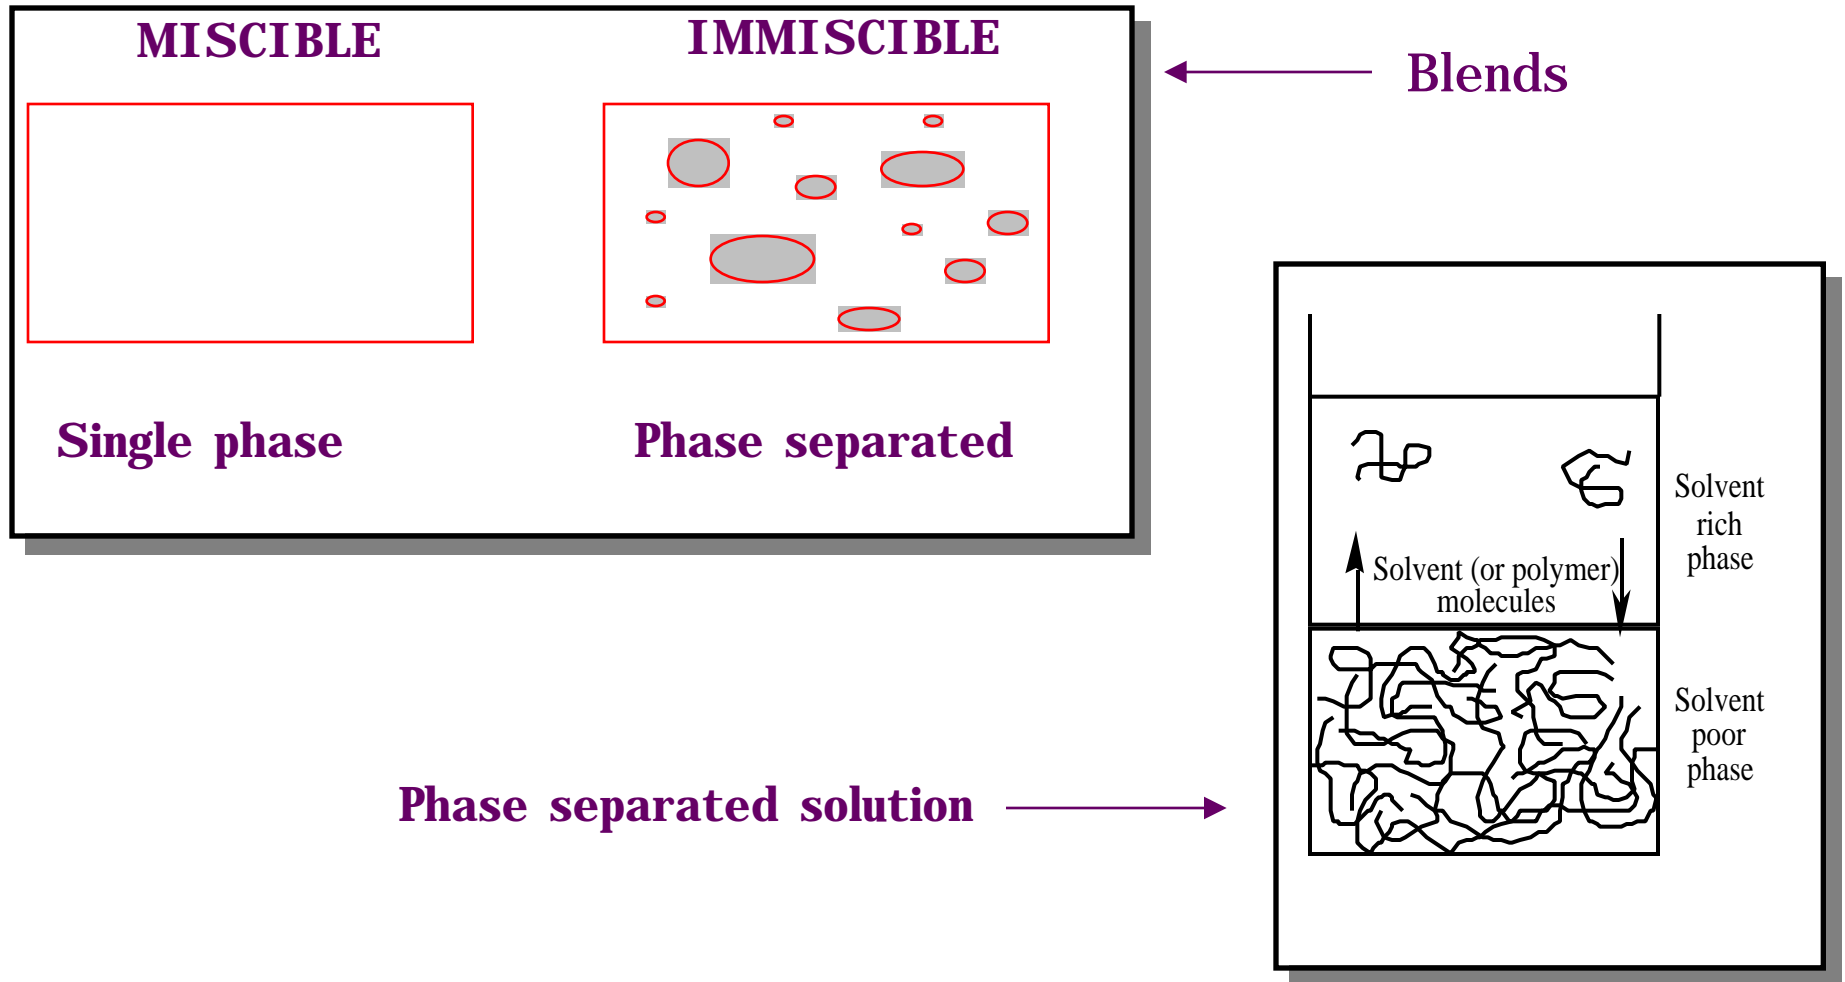 MISCIBLE
IMMISCIBLE
Blends
Single phase
Phase separated
Solvent
rich
phase
Solvent (or polymer)
molecules
Solvent
poor
phase
Phase separated solution